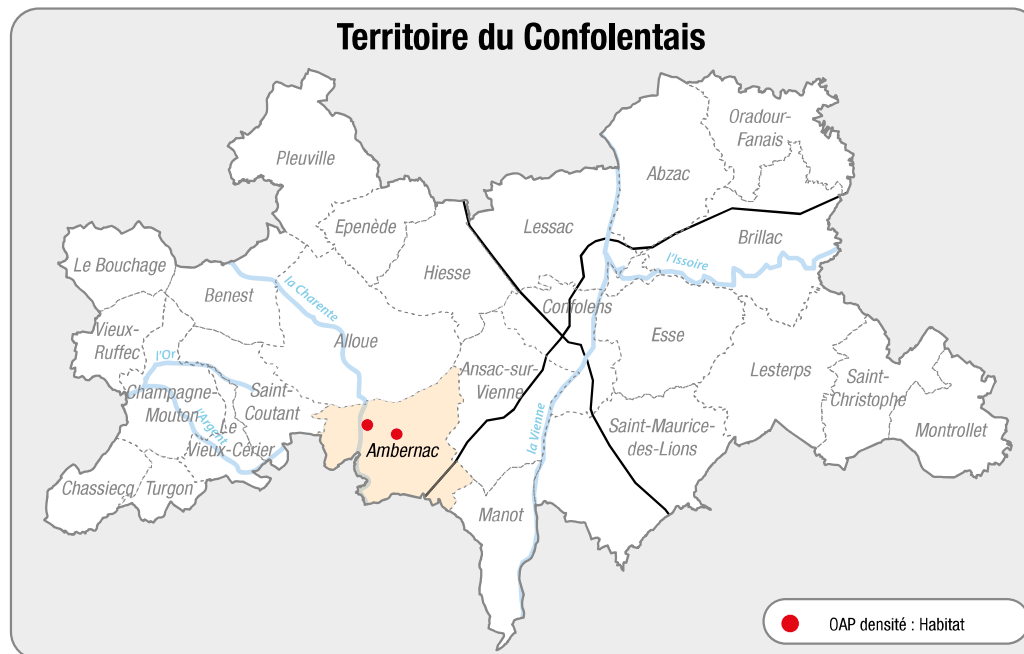 Territoire du Confolentais
Oradour-
Fanais
Pleuville
Abzac
Epenède
Lessac
Brillac
Le Bouchage
l'Issoire
Hiesse
la Charente
Benest
Confolens
Vieux-
Ruffec
Alloue
Esse
l'Or
Ansac-sur-
Vienne
Lesterps
Saint-
Christophe
Champagne-
Mouton
Saint-
Coutant
l'Argent
la Vienne
Saint-Maurice-
des-Lions
Montrollet
Le
Vieux-Cérier
Ambernac
Chassiecq
Turgon
Manot
OAP densité : Habitat